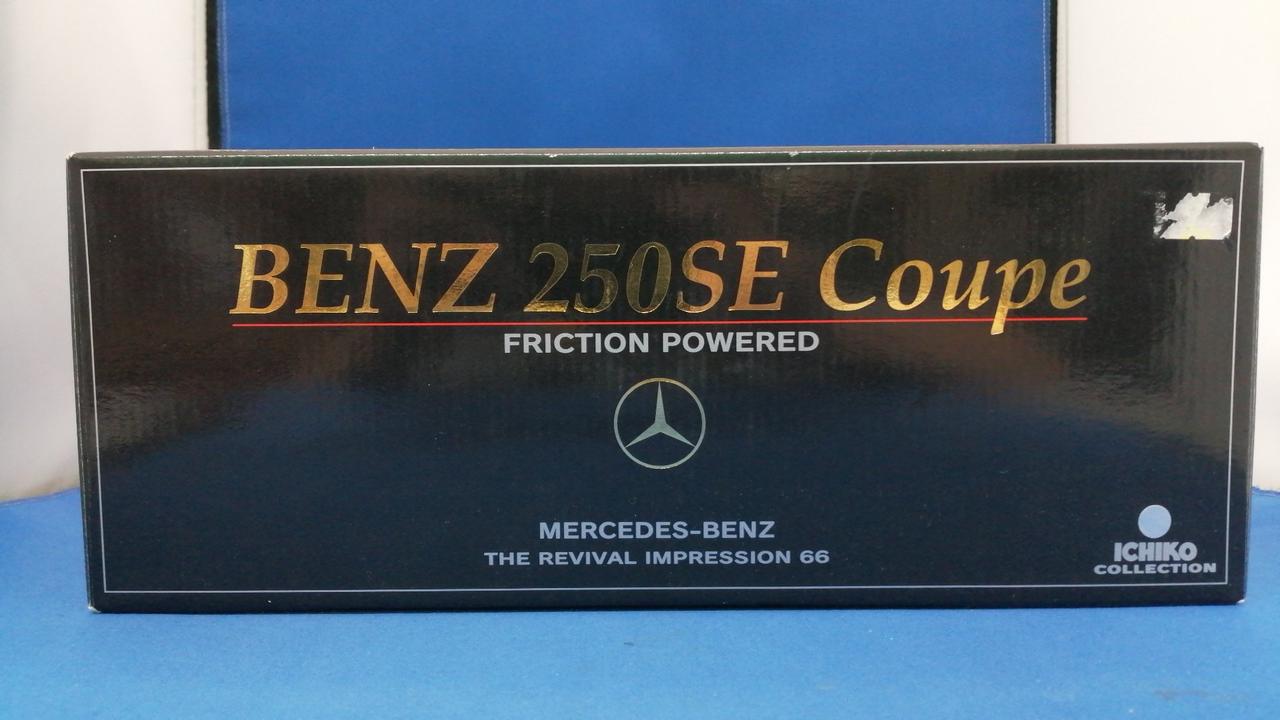 BENZ 250SE Coupe
FRICTION POWERED
MERCEDES-BENZ
THE REVIVAL IMPRESSION 66
ICHIKO
COLLECTION